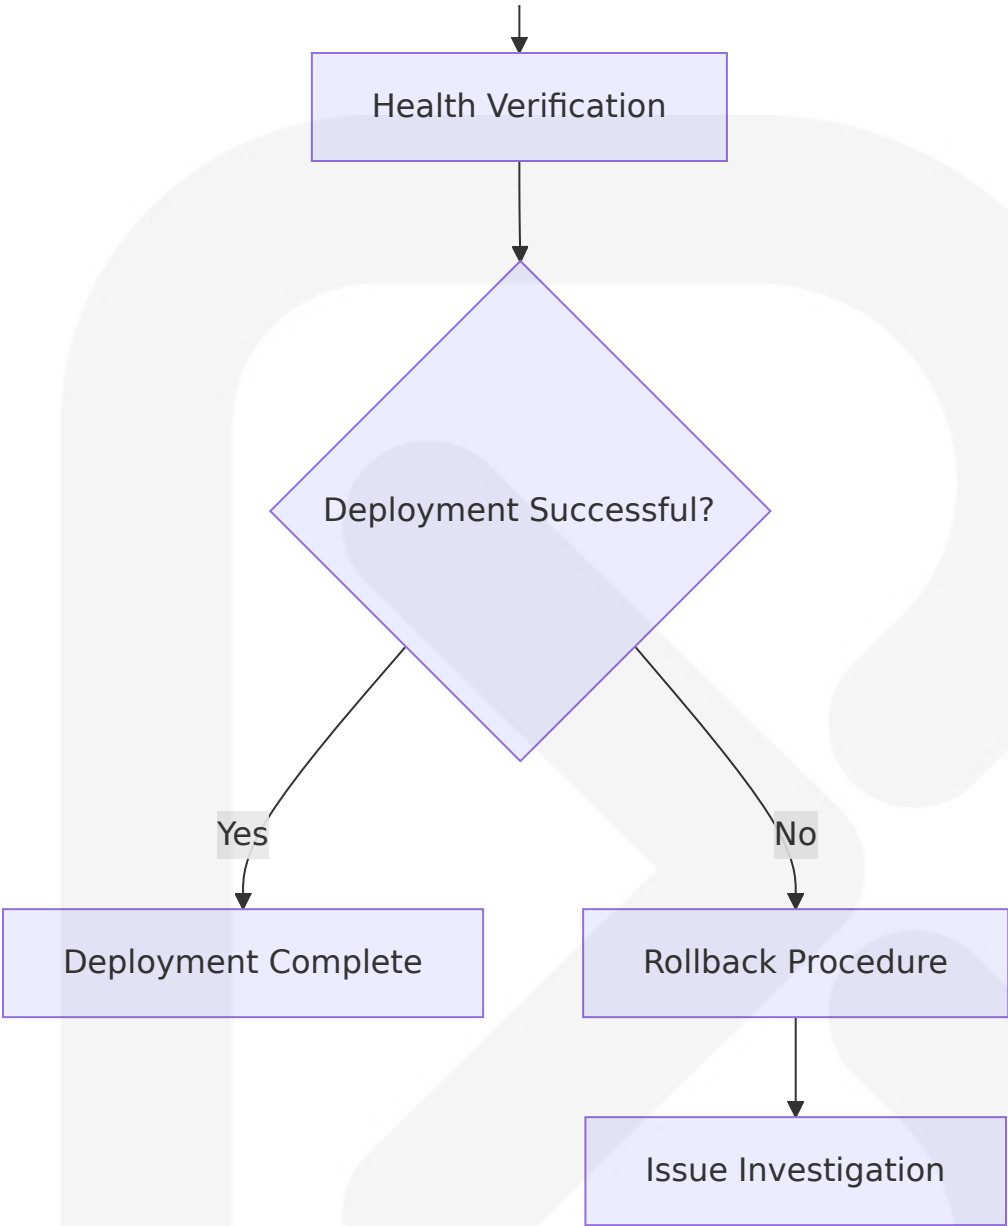 Health Verification
Deployment Successful?
Yes
No
Deployment Complete
Rollback Procedure
Issue Investigation